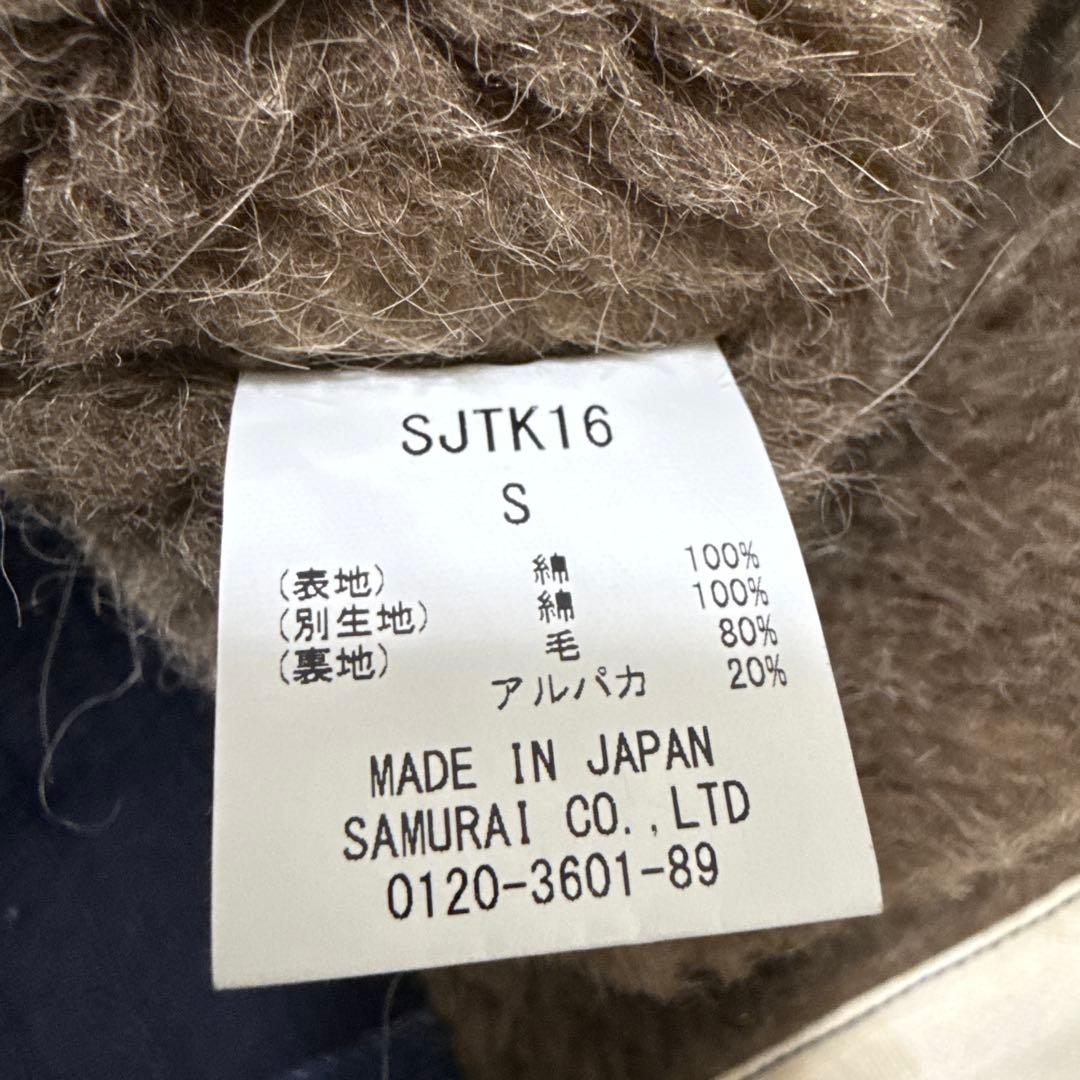 SJTK16
S
(表地) 綿 100%
(別生地) 綿 100%
(裏地) 毛 80%
アルパカ 20%
MADE IN JAPAN
SAMURAI CO.,LTD
0120-3601-89